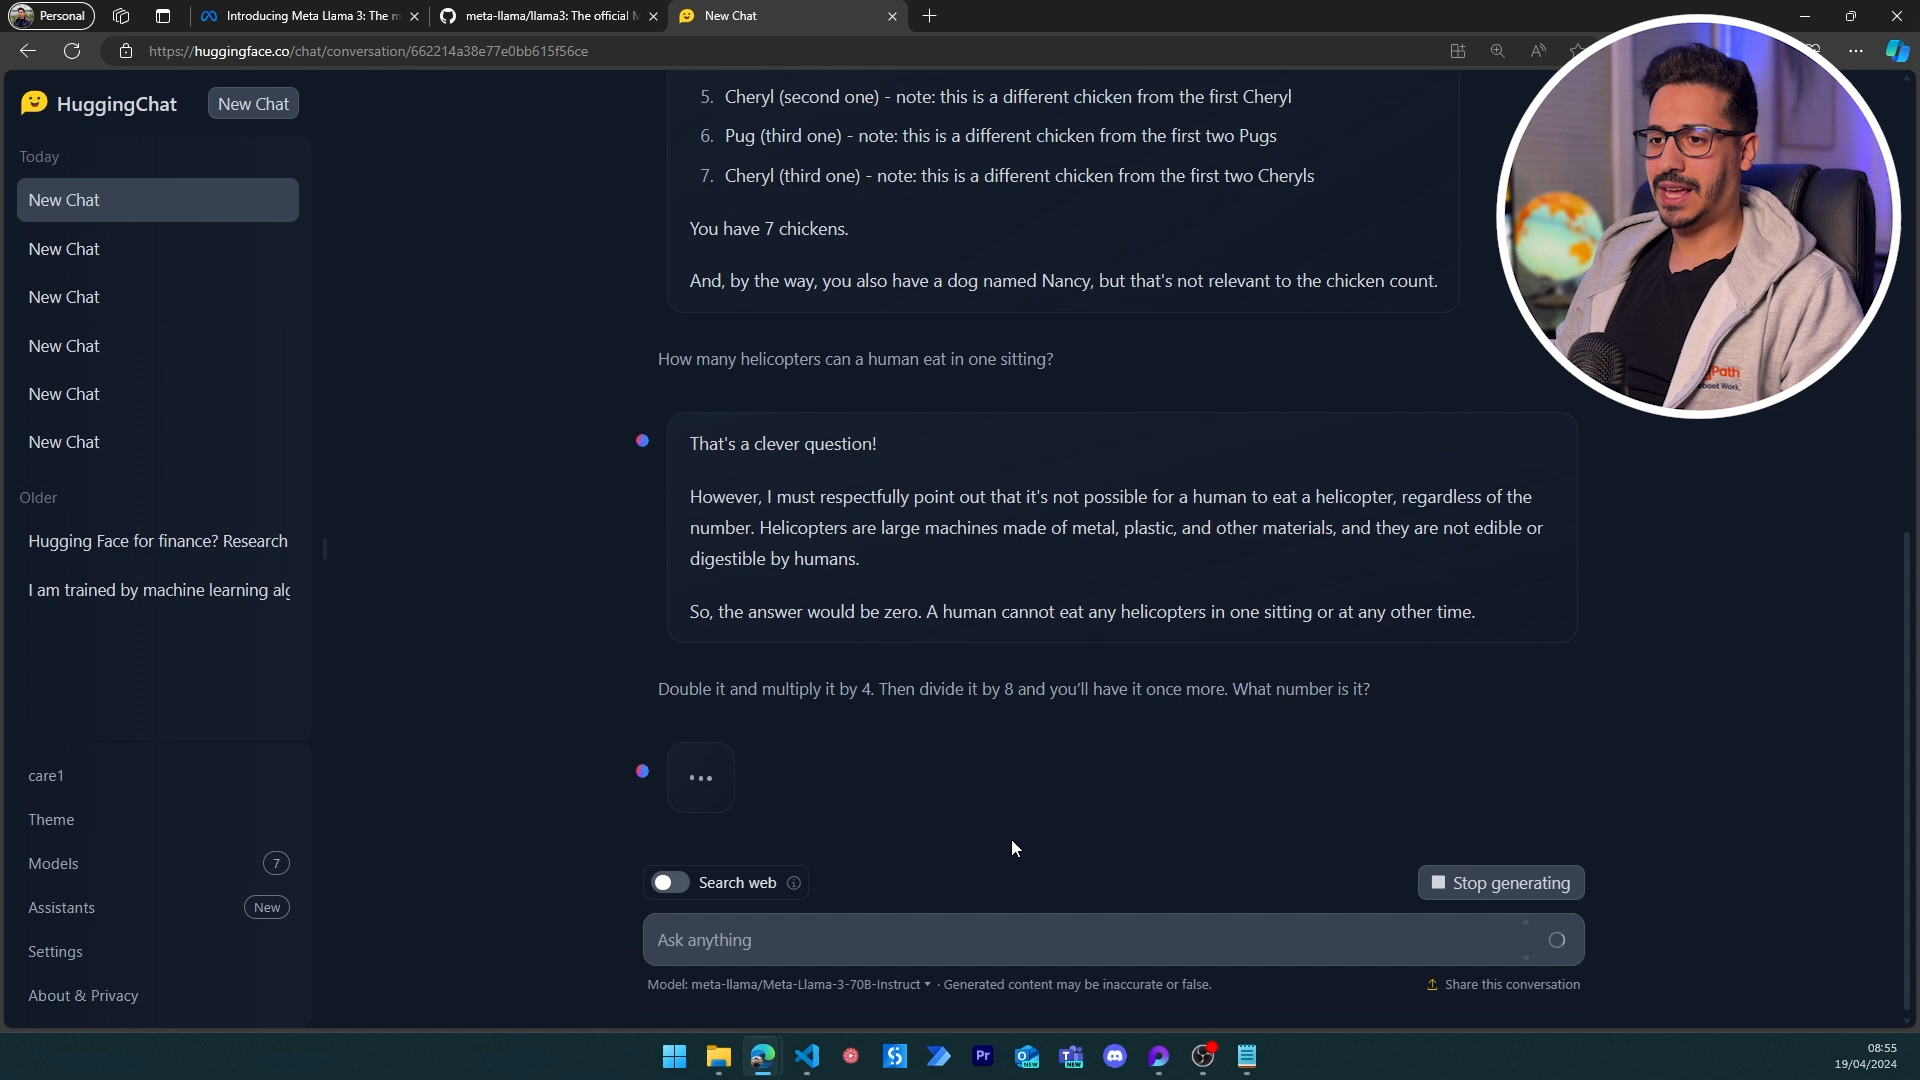 Personal
Introducing Meta Llama 3: The m
meta-llama/llama3: The official M
New Chat
https://huggingface.co/chat/conversation/662214a38e77e0bb615f56ce
HuggingChat
New Chat
Today
New Chat
New Chat
New Chat
New Chat
New Chat
New Chat
Older
Hugging Face for finance? Research
I am trained by machine learning alg
care1
Theme
Models
7
Assistants
New
Settings
About & Privacy
5. Cheryl (second one) - note: this is a different chicken from the first Cheryl
6. Pug (third one) - note: this is a different chicken from the first two Pugs
7. Cheryl (third one) - note: this is a different chicken from the first two Cheryls
You have 7 chickens.
And, by the way, you also have a dog named Nancy, but that's not relevant to the chicken count.
How many helicopters can a human eat in one sitting?
That's a clever question!
However, I must respectfully point out that it's not possible for a human to eat a helicopter, regardless of the
number. Helicopters are large machines made of metal, plastic, and other materials, and they are not edible or
digestible by humans.
So, the answer would be zero. A human cannot eat any helicopters in one sitting or at any other time.
Double it and multiply it by 4. Then divide it by 8 and you'll have it once more. What number is it?
Search web
Stop generating
Ask anything
Model: meta-llama/Meta-Llama-3-70B-Instruct · Generated content may be inaccurate or false.
Share this conversation
Path
boot Work.
Pr
NEW
NEW
08:55
19/04/2024